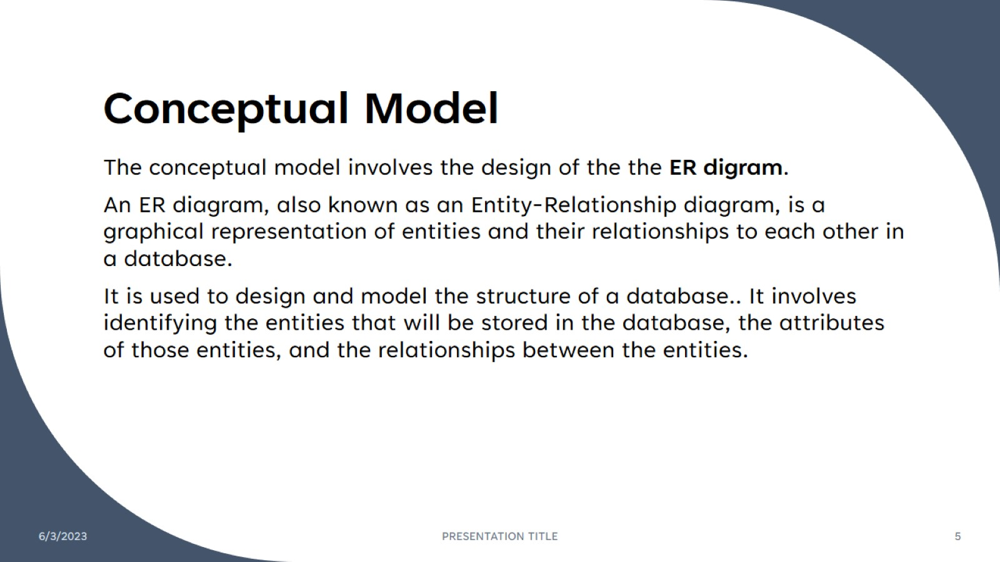 Conceptual Model
The conceptual model involves the design of the the ER digram.
An ER diagram, also known as an Entity-Relationship diagram, is a
graphical representation of entities and their relationships to each other in
a database.
It is used to design and model the structure of a database.. It involves
identifying the entities that will be stored in the database, the attributes
of those entities, and the relationships between the entities.
6/3/2023
PRESENTATION TITLE
5